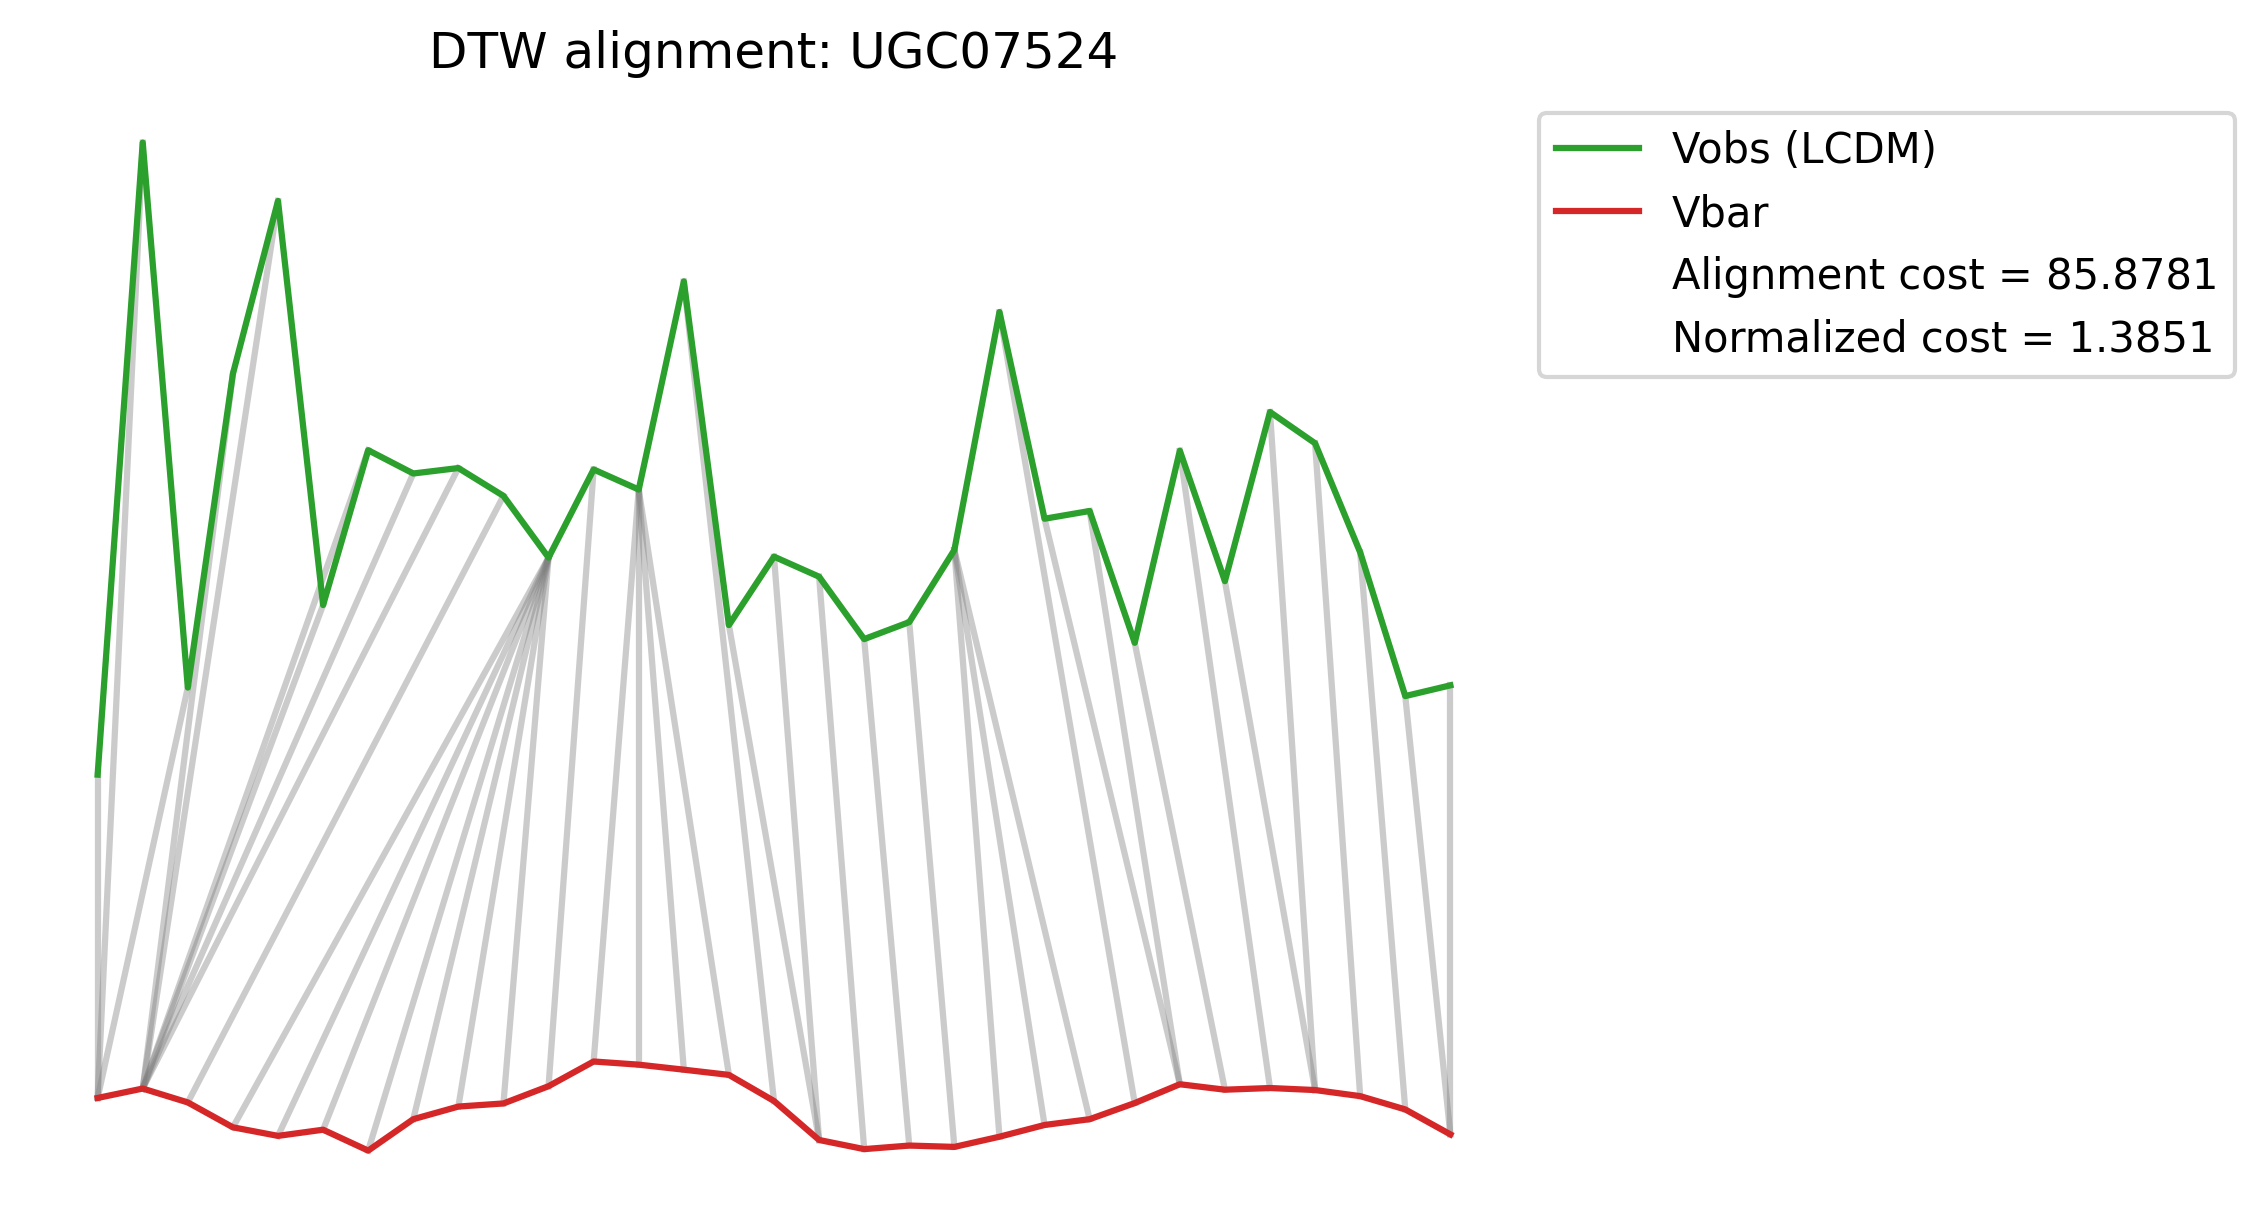 DTW alignment: UGC07524
Vobs (LCDM)
Vbar
Alignment cost = 85.8781
Normalized cost = 1.3851